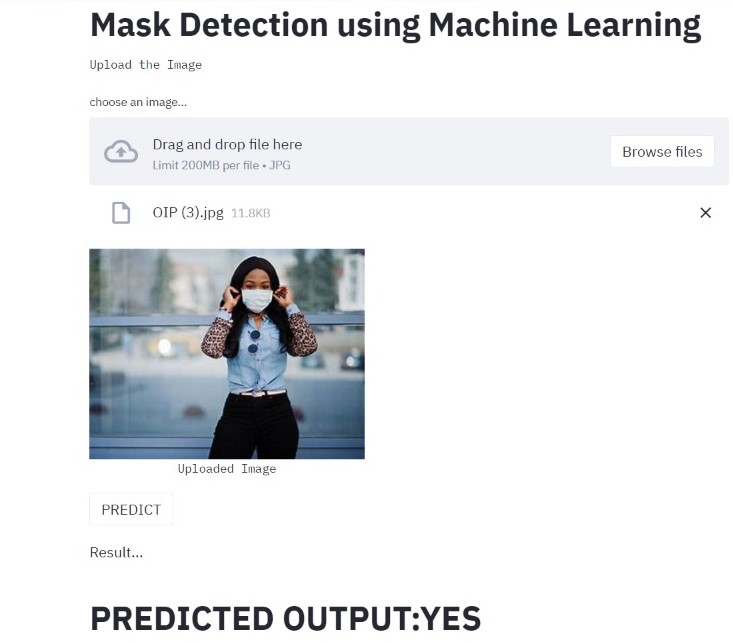 Mask Detection using Machine Learning
Upload the Image
choose an image...
Drag and drop file here
Limit 200MB per file • JPG
Browse files
OIP (3).jpg 11.8KB
Uploaded Image
PREDICT
Result...
PREDICTED OUTPUT:YES